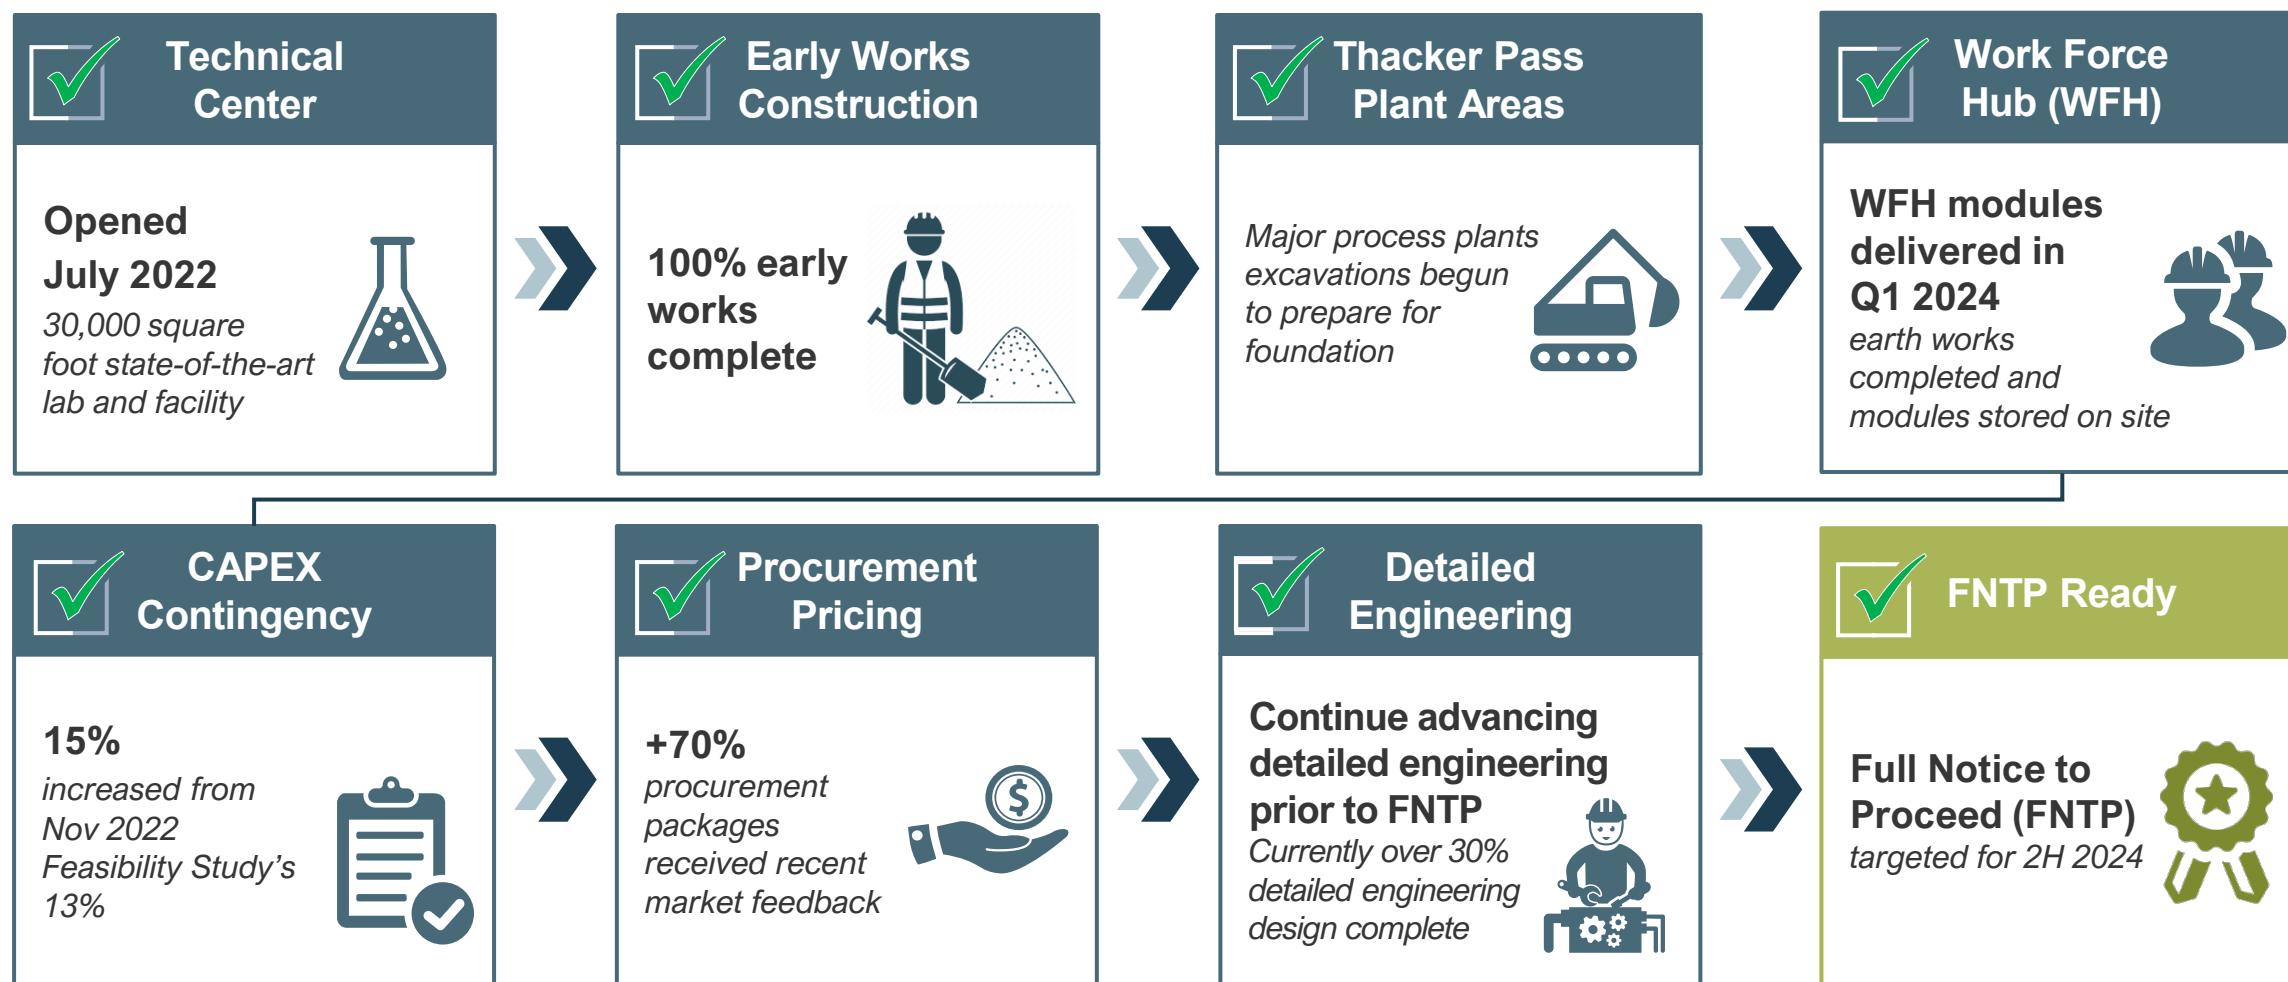 Technical
Center
Opened
July 2022
30,000 square
foot state-of-the-art
lab and facility
Early Works
Construction
100% early
works
complete
Thacker Pass
Plant Areas
Major process plants
excavations begun
to prepare for
foundation
Work Force
Hub (WFH)
WFH modules
delivered in
Q1 2024
earth works
completed and
modules stored on site
CAPEX
Contingency
15%
increased from
Nov 2022
Feasibility Study’s
13%
Procurement
Pricing
+70%
procurement
packages
received recent
market feedback
$
Detailed
Engineering
Continue advancing
detailed engineering
prior to FNTP
Currently over 30%
detailed engineering
design complete
FNTP Ready
Full Notice to
Proceed (FNTP)
targeted for 2H 2024